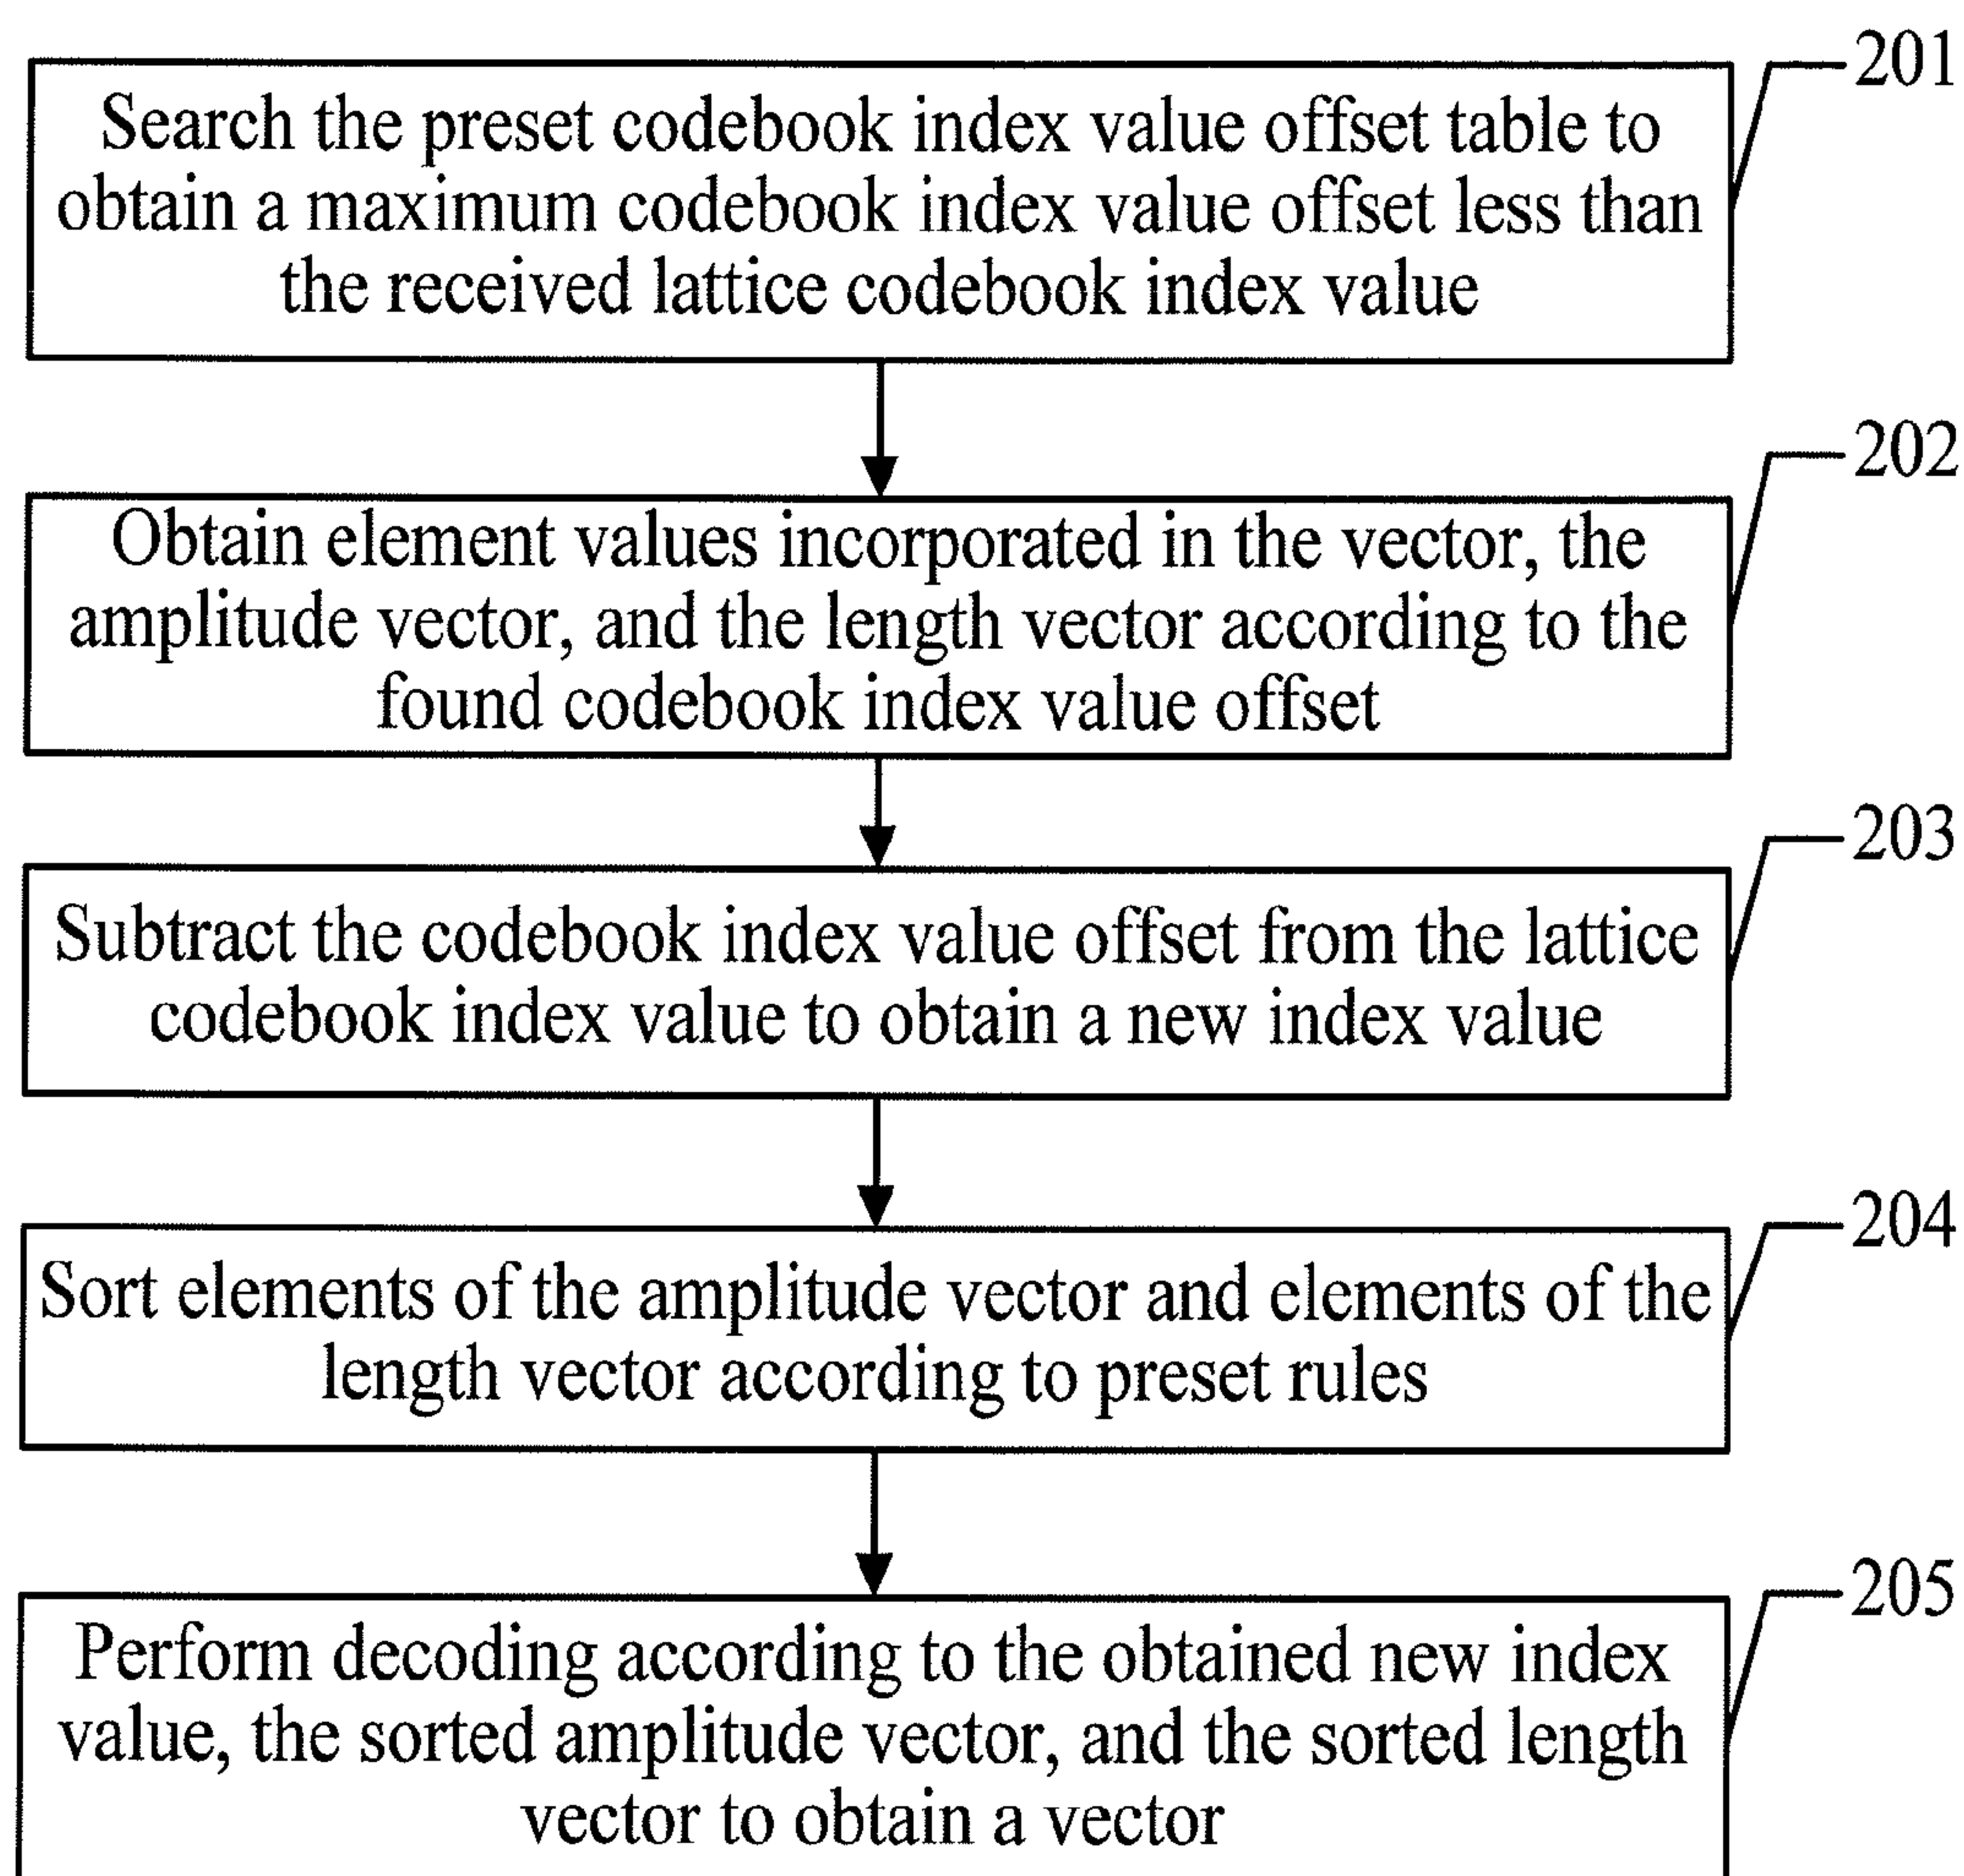 201
Search the preset codebook index value offset table to
obtain a maximum codebook index value offset less than
the received lattice codebook index value
202
Obtain element values incorporated in the vector, the
amplitude vector, and the length vector according to the
found codebook index value offset
203
Subtract the codebook index value offset from the lattice
codebook index value to obtain a new index value
204
Sort elements of the amplitude vector and elements of the
length vector according to preset rules
205
Perform decoding according to the obtained new index
value, the sorted amplitude vector, and the sorted length
vector to obtain a vector